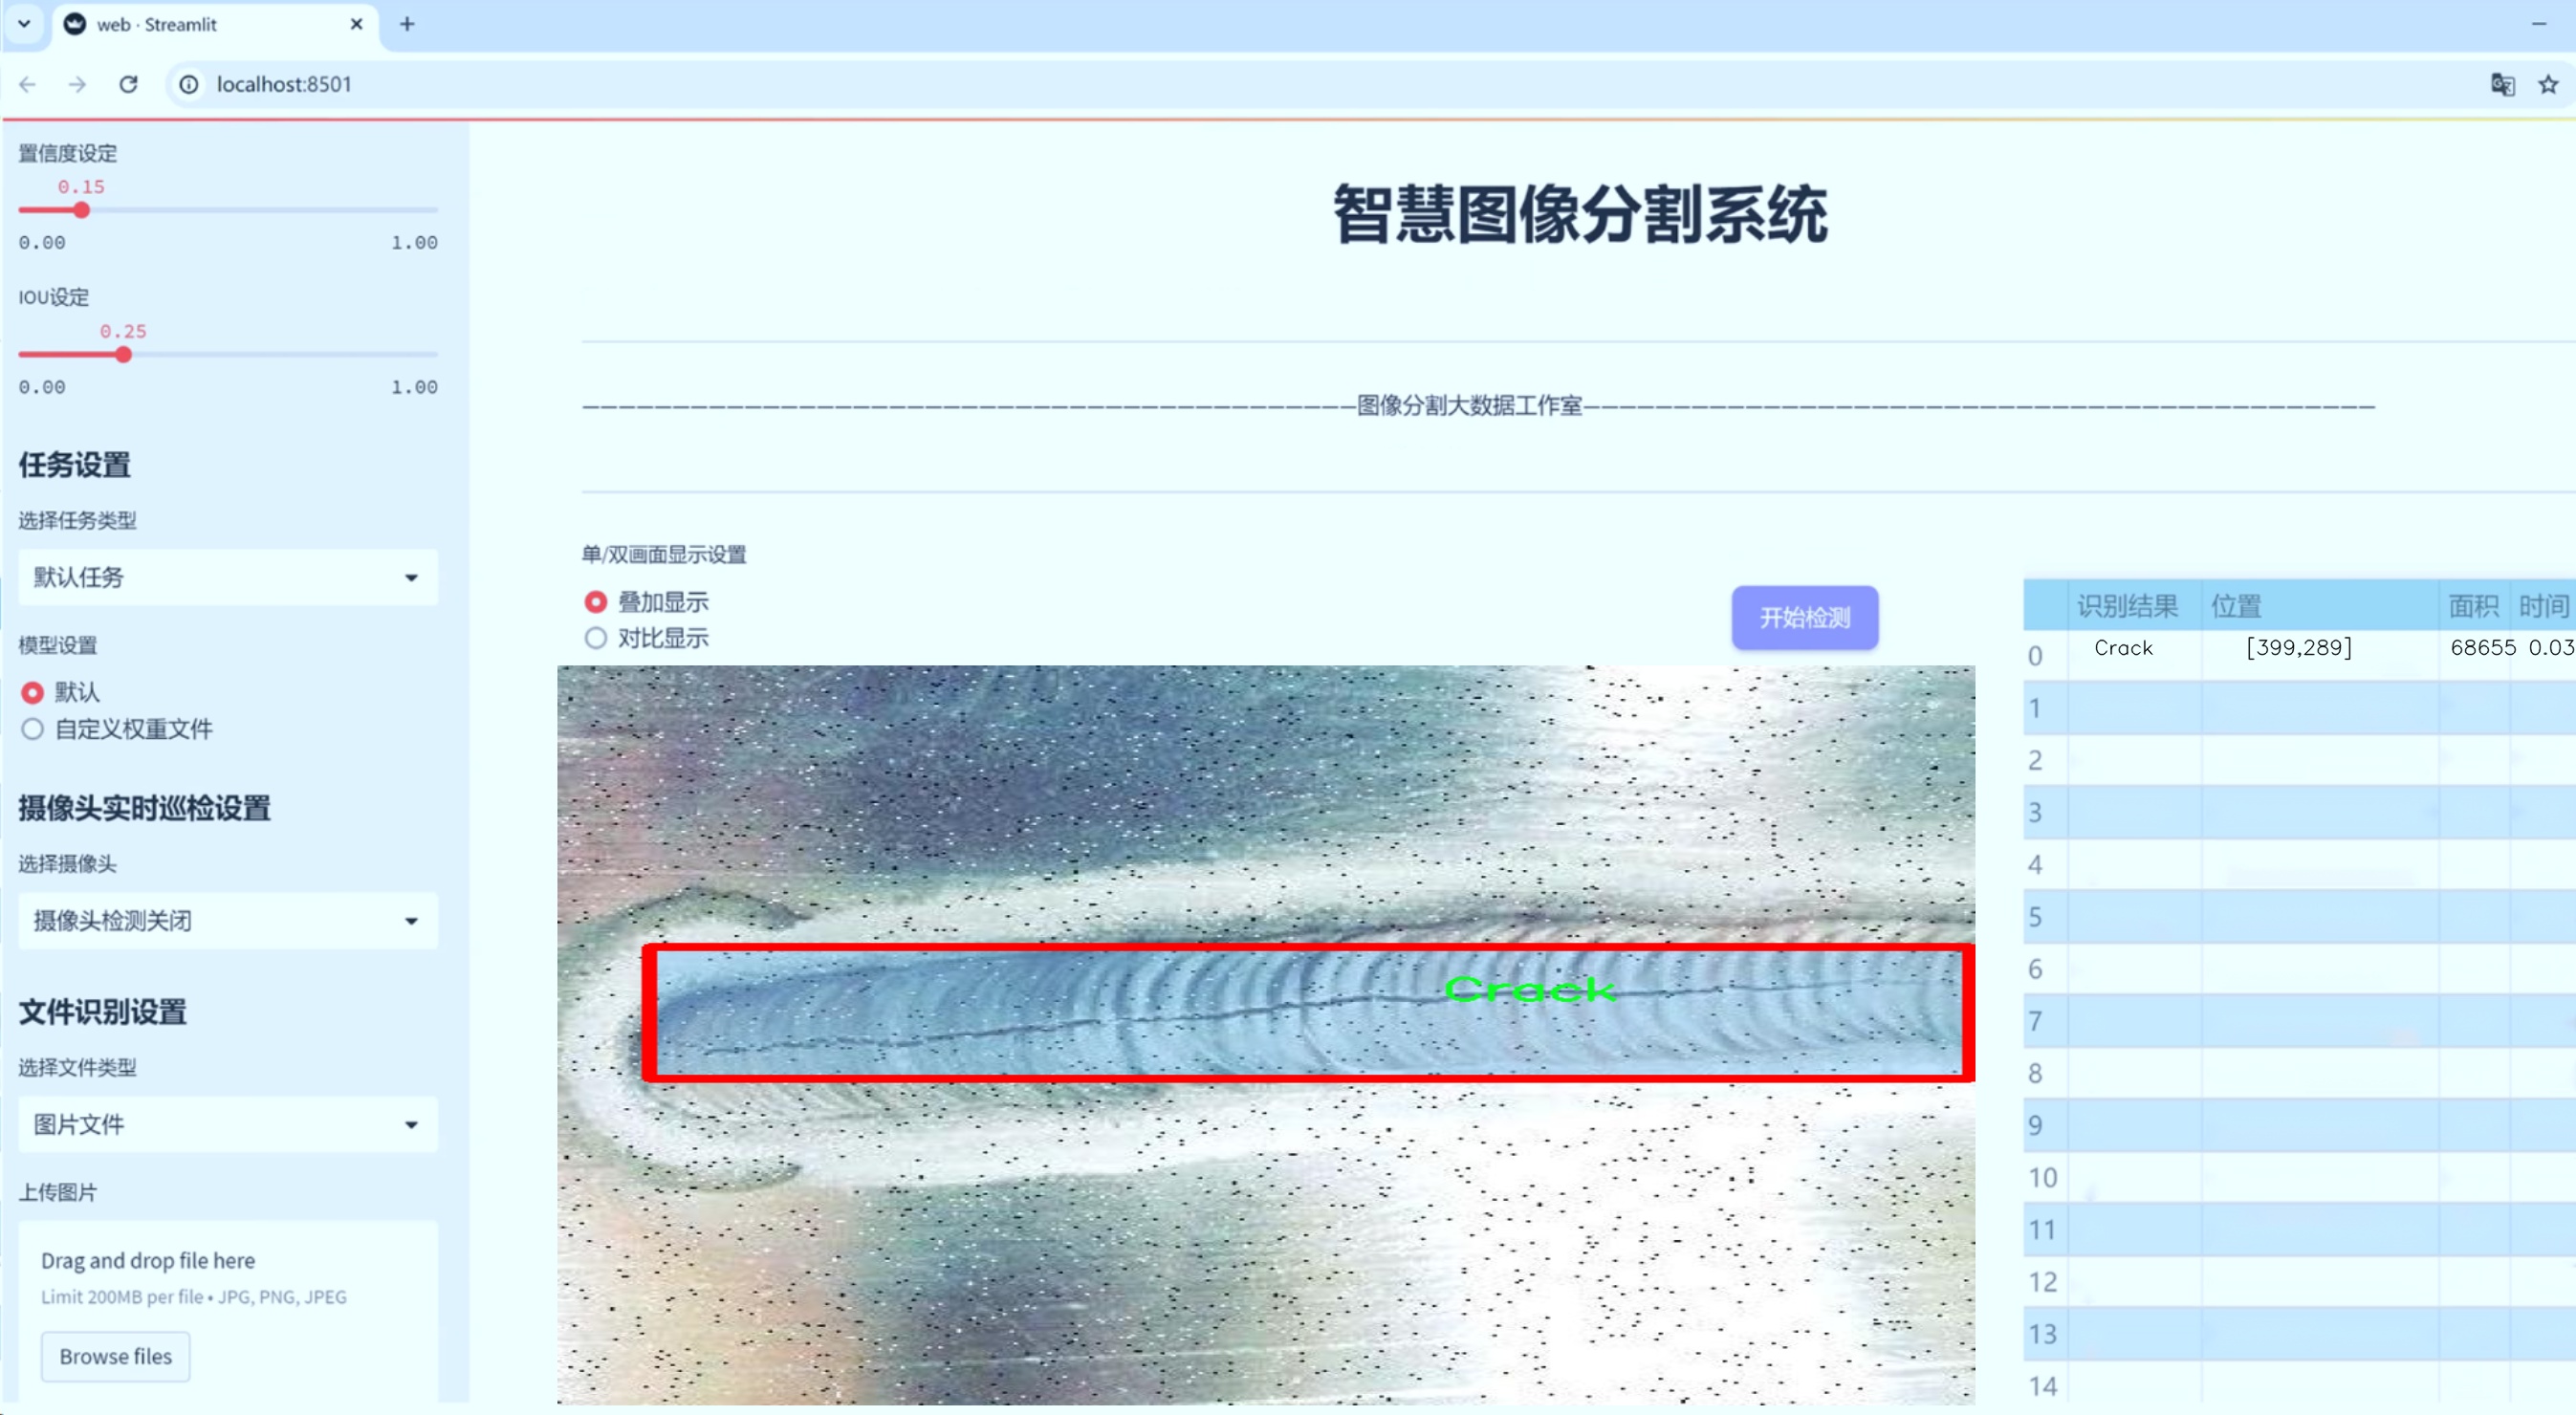 web · Streamlit
localhost:8501
置信度设定
0.15
0.00 1.00
IOU设定
0.25
0.00 1.00
任务设置
选择任务类型
默认任务
模型设置
默认
自定义权重文件
摄像头实时巡检设置
选择摄像头
摄像头检测关闭
文件识别设置
选择文件类型
图片文件
上传图片
Drag and drop file here
Limit 200MB per file • JPG, PNG, JPEG
Browse files
智慧图像分割系统
图像分割大数据工作室
单/双画面显示设置
叠加显示
对比显示
开始检测
Crack
识别结果 位置 面积 时间
0 Crack [399,289] 68655 0.03
1
2
3
4
5
6
7
8
9
10
11
12
13
14